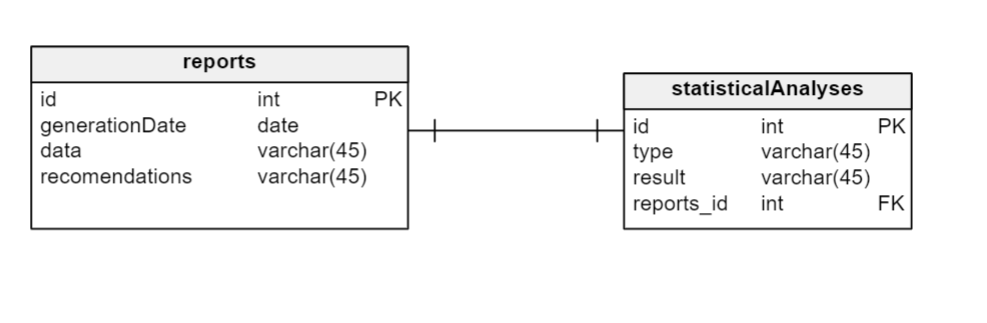 reports
id int PK
generationDate date
data varchar(45)
recomendations varchar(45)
statisticalAnalyses
id int PK
type varchar(45)
result varchar(45)
reports_id int FK